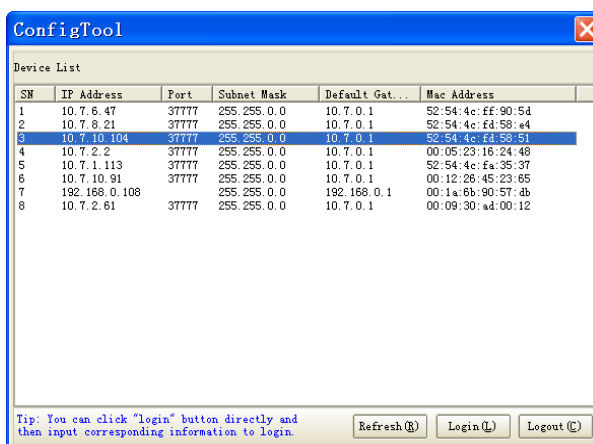 ConfigTool
Device List
SN IP Address Port Subnet Mask Default Gat... Mac Address
1 10.7.6.47 37777 255.255.0.0 10.7.0.1 52:54:4c:ff:90:5d
2 10.7.8.21 37777 255.255.0.0 10.7.0.1 52:54:4c:fd:58:e4
3 10.7.10.104 37777 255.255.0.0 10.7.0.1 52:54:4c:fd:58:51
4 10.7.2.2 37777 255.255.0.0 10.7.0.1 00:05:23:16:24:48
5 10.7.1.113 37777 255.255.0.0 10.7.0.1 52:54:4c:fa:35:37
6 10.7.10.91 37777 255.255.0.0 10.7.0.1 00:12:26:45:23:65
7 192.168.0.108 255.255.0.0 192.168.0.1 00:1a:6b:90:57:db
8 10.7.2.61 37777 255.255.0.0 10.7.0.1 00:09:30:ad:00:12
Tip: You can click "login" button directly and
then input corresponding information to login.
Refresh(R) Login(L) Logout(C)